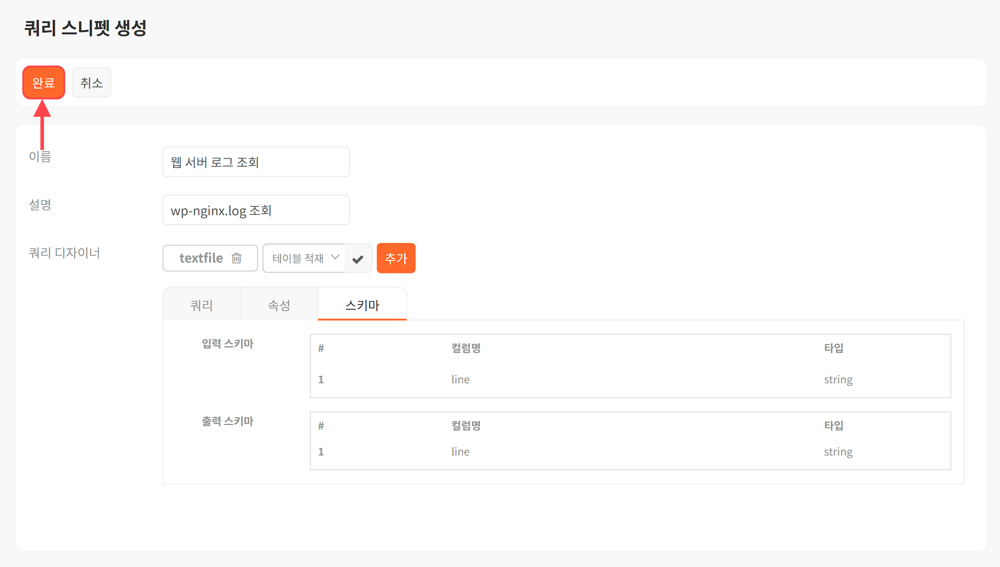 쿼리 스니펫 생성
완료 취소
이름 웹 서버 로그 조회
설명 wp-nginx.log 조회
쿼리 디자이너 textfile 테이블 적재 추가
쿼리 속성 스키마
입력 스키마 # 컬럼명 타입
1 line string
출력 스키마 # 컬럼명 타입
1 line string